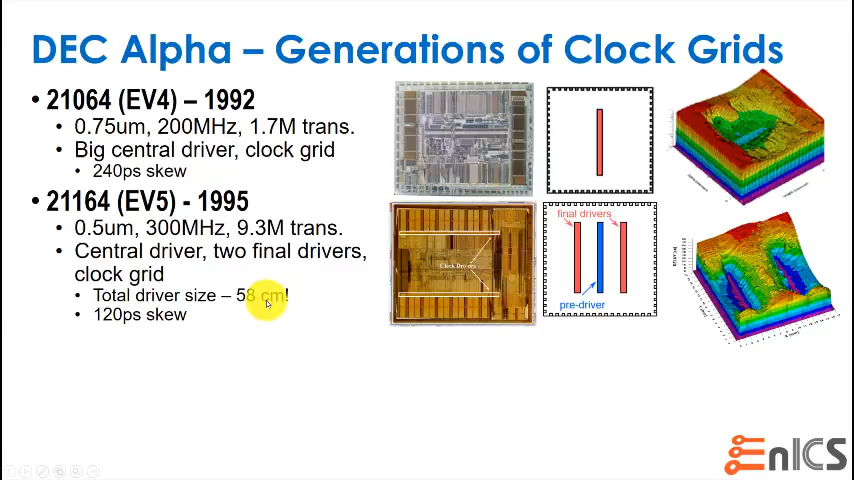 DEC Alpha – Generations of Clock Grids
• 21064 (EV4) – 1992
• 0.75um, 200MHz, 1.7M trans.
• Big central driver, clock grid
• 240ps skew
• 21164 (EV5) - 1995
• 0.5um, 300MHz, 9.3M trans.
• Central driver, two final drivers,
clock grid
• Total driver size – 58 cm!
• 120ps skew
Clock Drivers
final drivers
pre-driver
EnICS